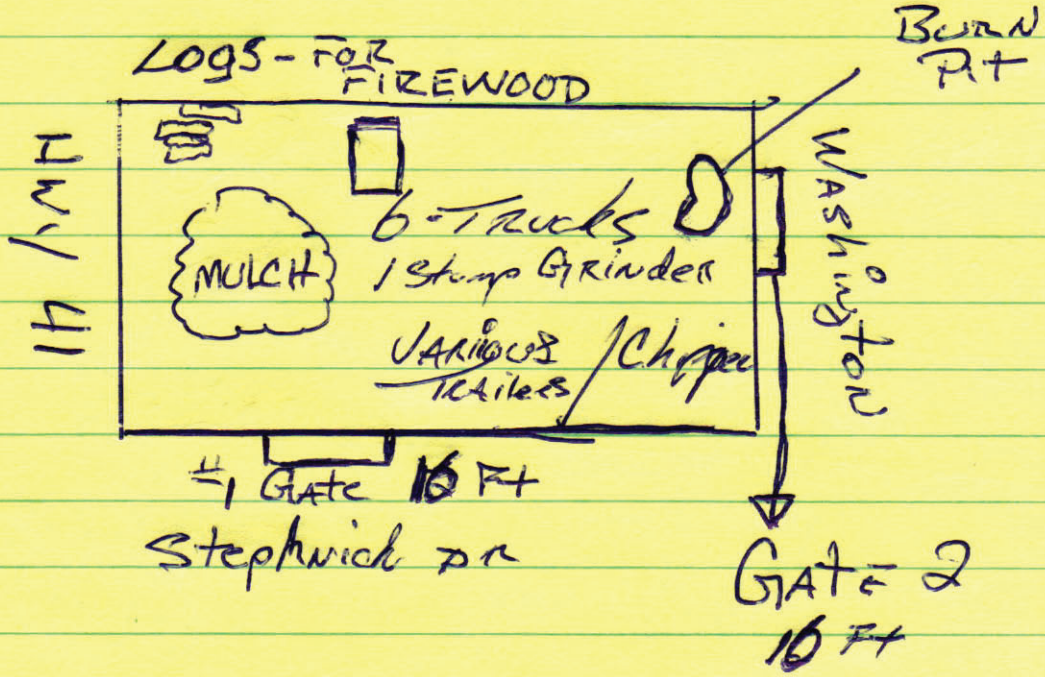 BURN
Pit
LOGS - FOR
FIREWOOD
HWY 41
WAShington
6 - Trucks
1 Stump GRiNDER
MULCH
VARiOUS
TRAileRS
1 Chipper
#1 GATE 16 Ft
DR
GATE 2
16 Ft